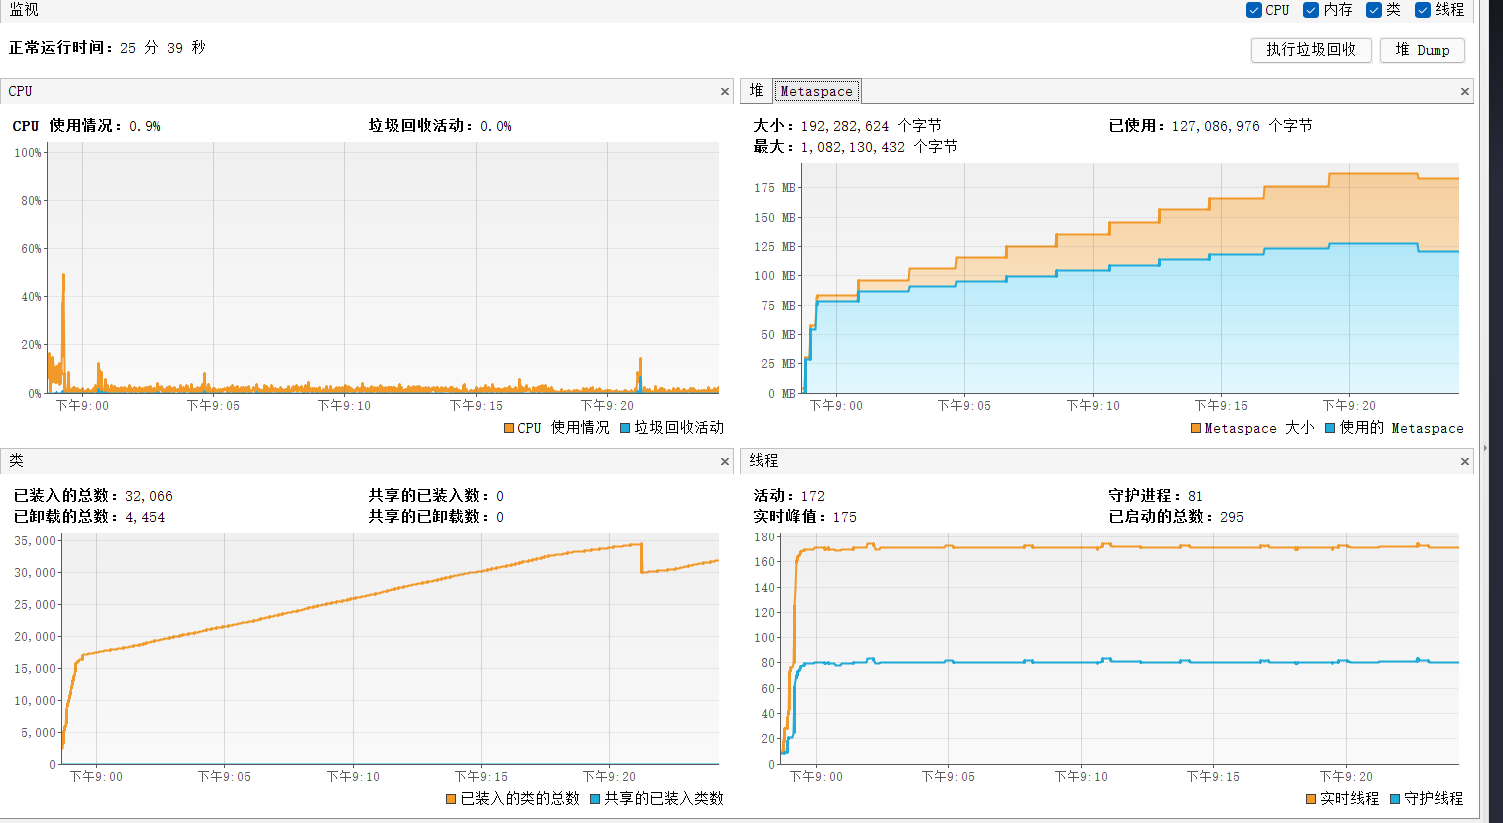 监视
CPU 内存 类 线程
正常运行时间: 25 分 39 秒
执行垃圾回收 堆 Dump
CPU
CPU 使用情况: 0.9% 垃圾回收活动: 0.0%
100%
80%
60%
40%
20%
0%
下午9:00 下午9:05 下午9:10 下午9:15 下午9:20
CPU 使用情况 垃圾回收活动
堆 Metaspace
大小: 192,282,624 个字节 已使用: 127,086,976 个字节
最大: 1,082,130,432 个字节
175 MB
150 MB
125 MB
100 MB
75 MB
50 MB
25 MB
0 MB
下午9:00 下午9:05 下午9:10 下午9:15 下午9:20
Metaspace 大小 使用的 Metaspace
类
已装入的总数: 32,066 共享的已装入数: 0
已卸载的总数: 4,454 共享的已卸载数: 0
35,000
30,000
25,000
20,000
15,000
10,000
5,000
0
下午9:00 下午9:05 下午9:10 下午9:15 下午9:20
已装入的类的总数 共享的已装入类数
线程
活动: 172 守护进程: 81
实时峰值: 175 已启动的总数: 295
180
160
140
120
100
80
60
40
20
0
下午9:00 下午9:05 下午9:10 下午9:15 下午9:20
实时线程 守护线程